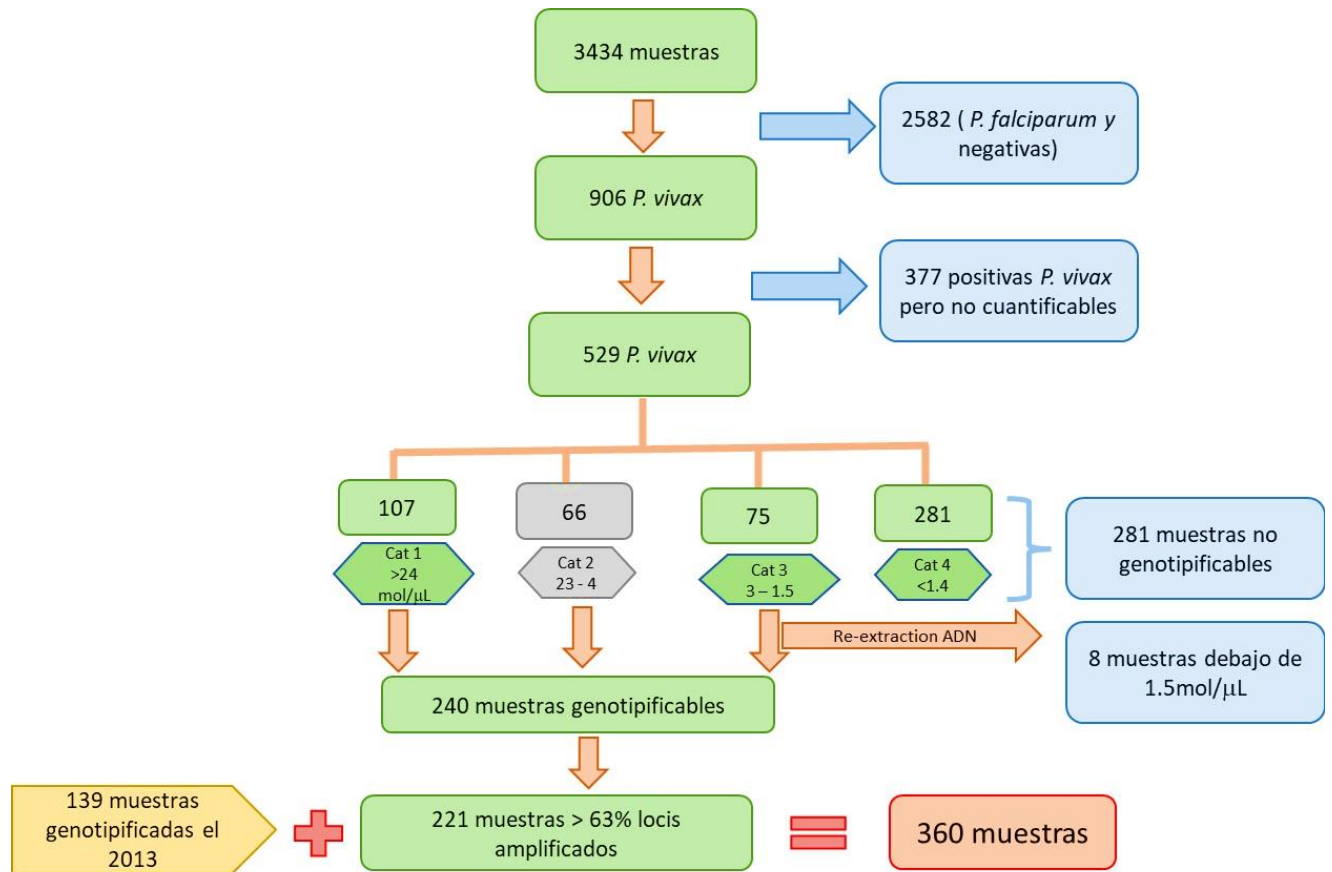 3434 muestras
2582 ( P. falciparum y
negativas)
906 P. vivax
377 positivas P. vivax
pero no cuantificables
529 P. vivax
107
66
75
281
Cat 1
>24
mol/μL
Cat 2
23 - 4
Cat 3
3 – 1.5
Cat 4
<1.4
281 muestras no
genotipificables
Re-extraction ADN
8 muestras debajo de
1.5mol/μL
240 muestras genotipificables
139 muestras
genotipificadas el
2013
221 muestras > 63% locis
amplificados
360 muestras